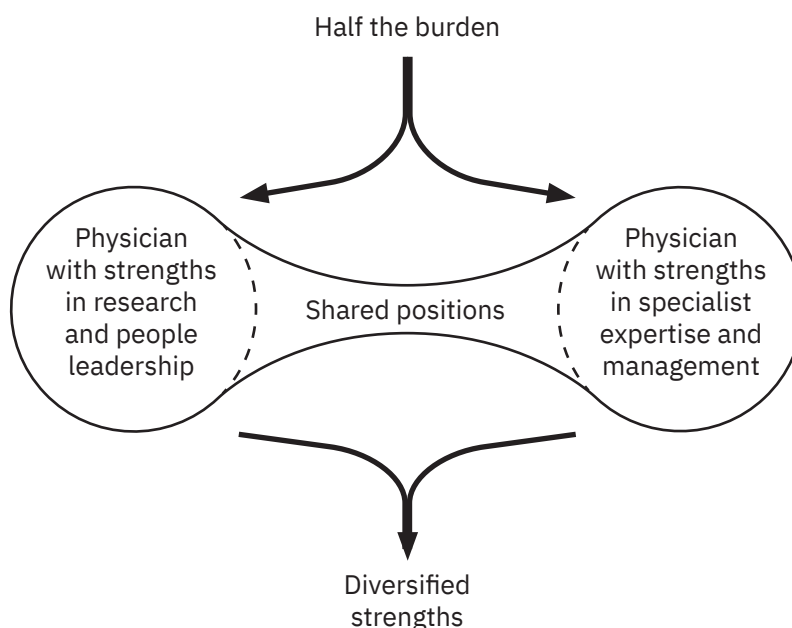 Half the burden
Physician
with strengths
in research
and people
leadership
Shared positions
Physician
with strengths
in specialist
expertise and
management
Diversified
strengths